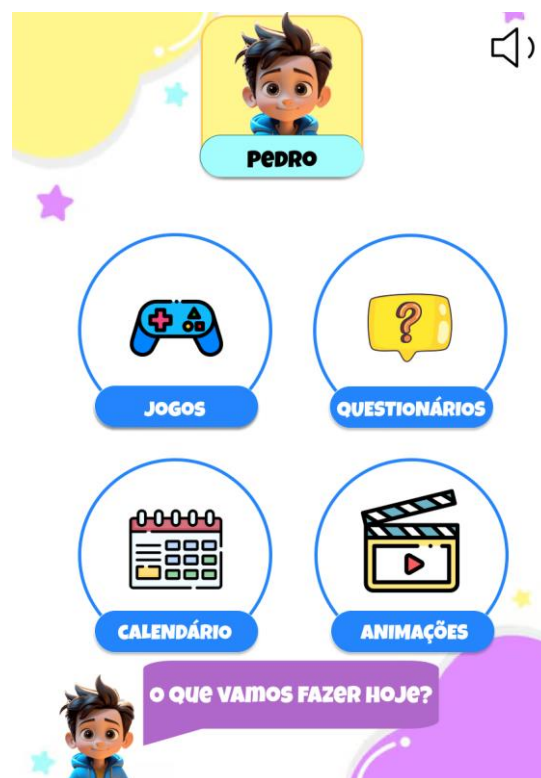 PEDRO
JOGOS
QUESTIONÁRIOS
CALENDÁRIO
ANIMAÇÕES
O QUE VAMOS FAZER HOJE?